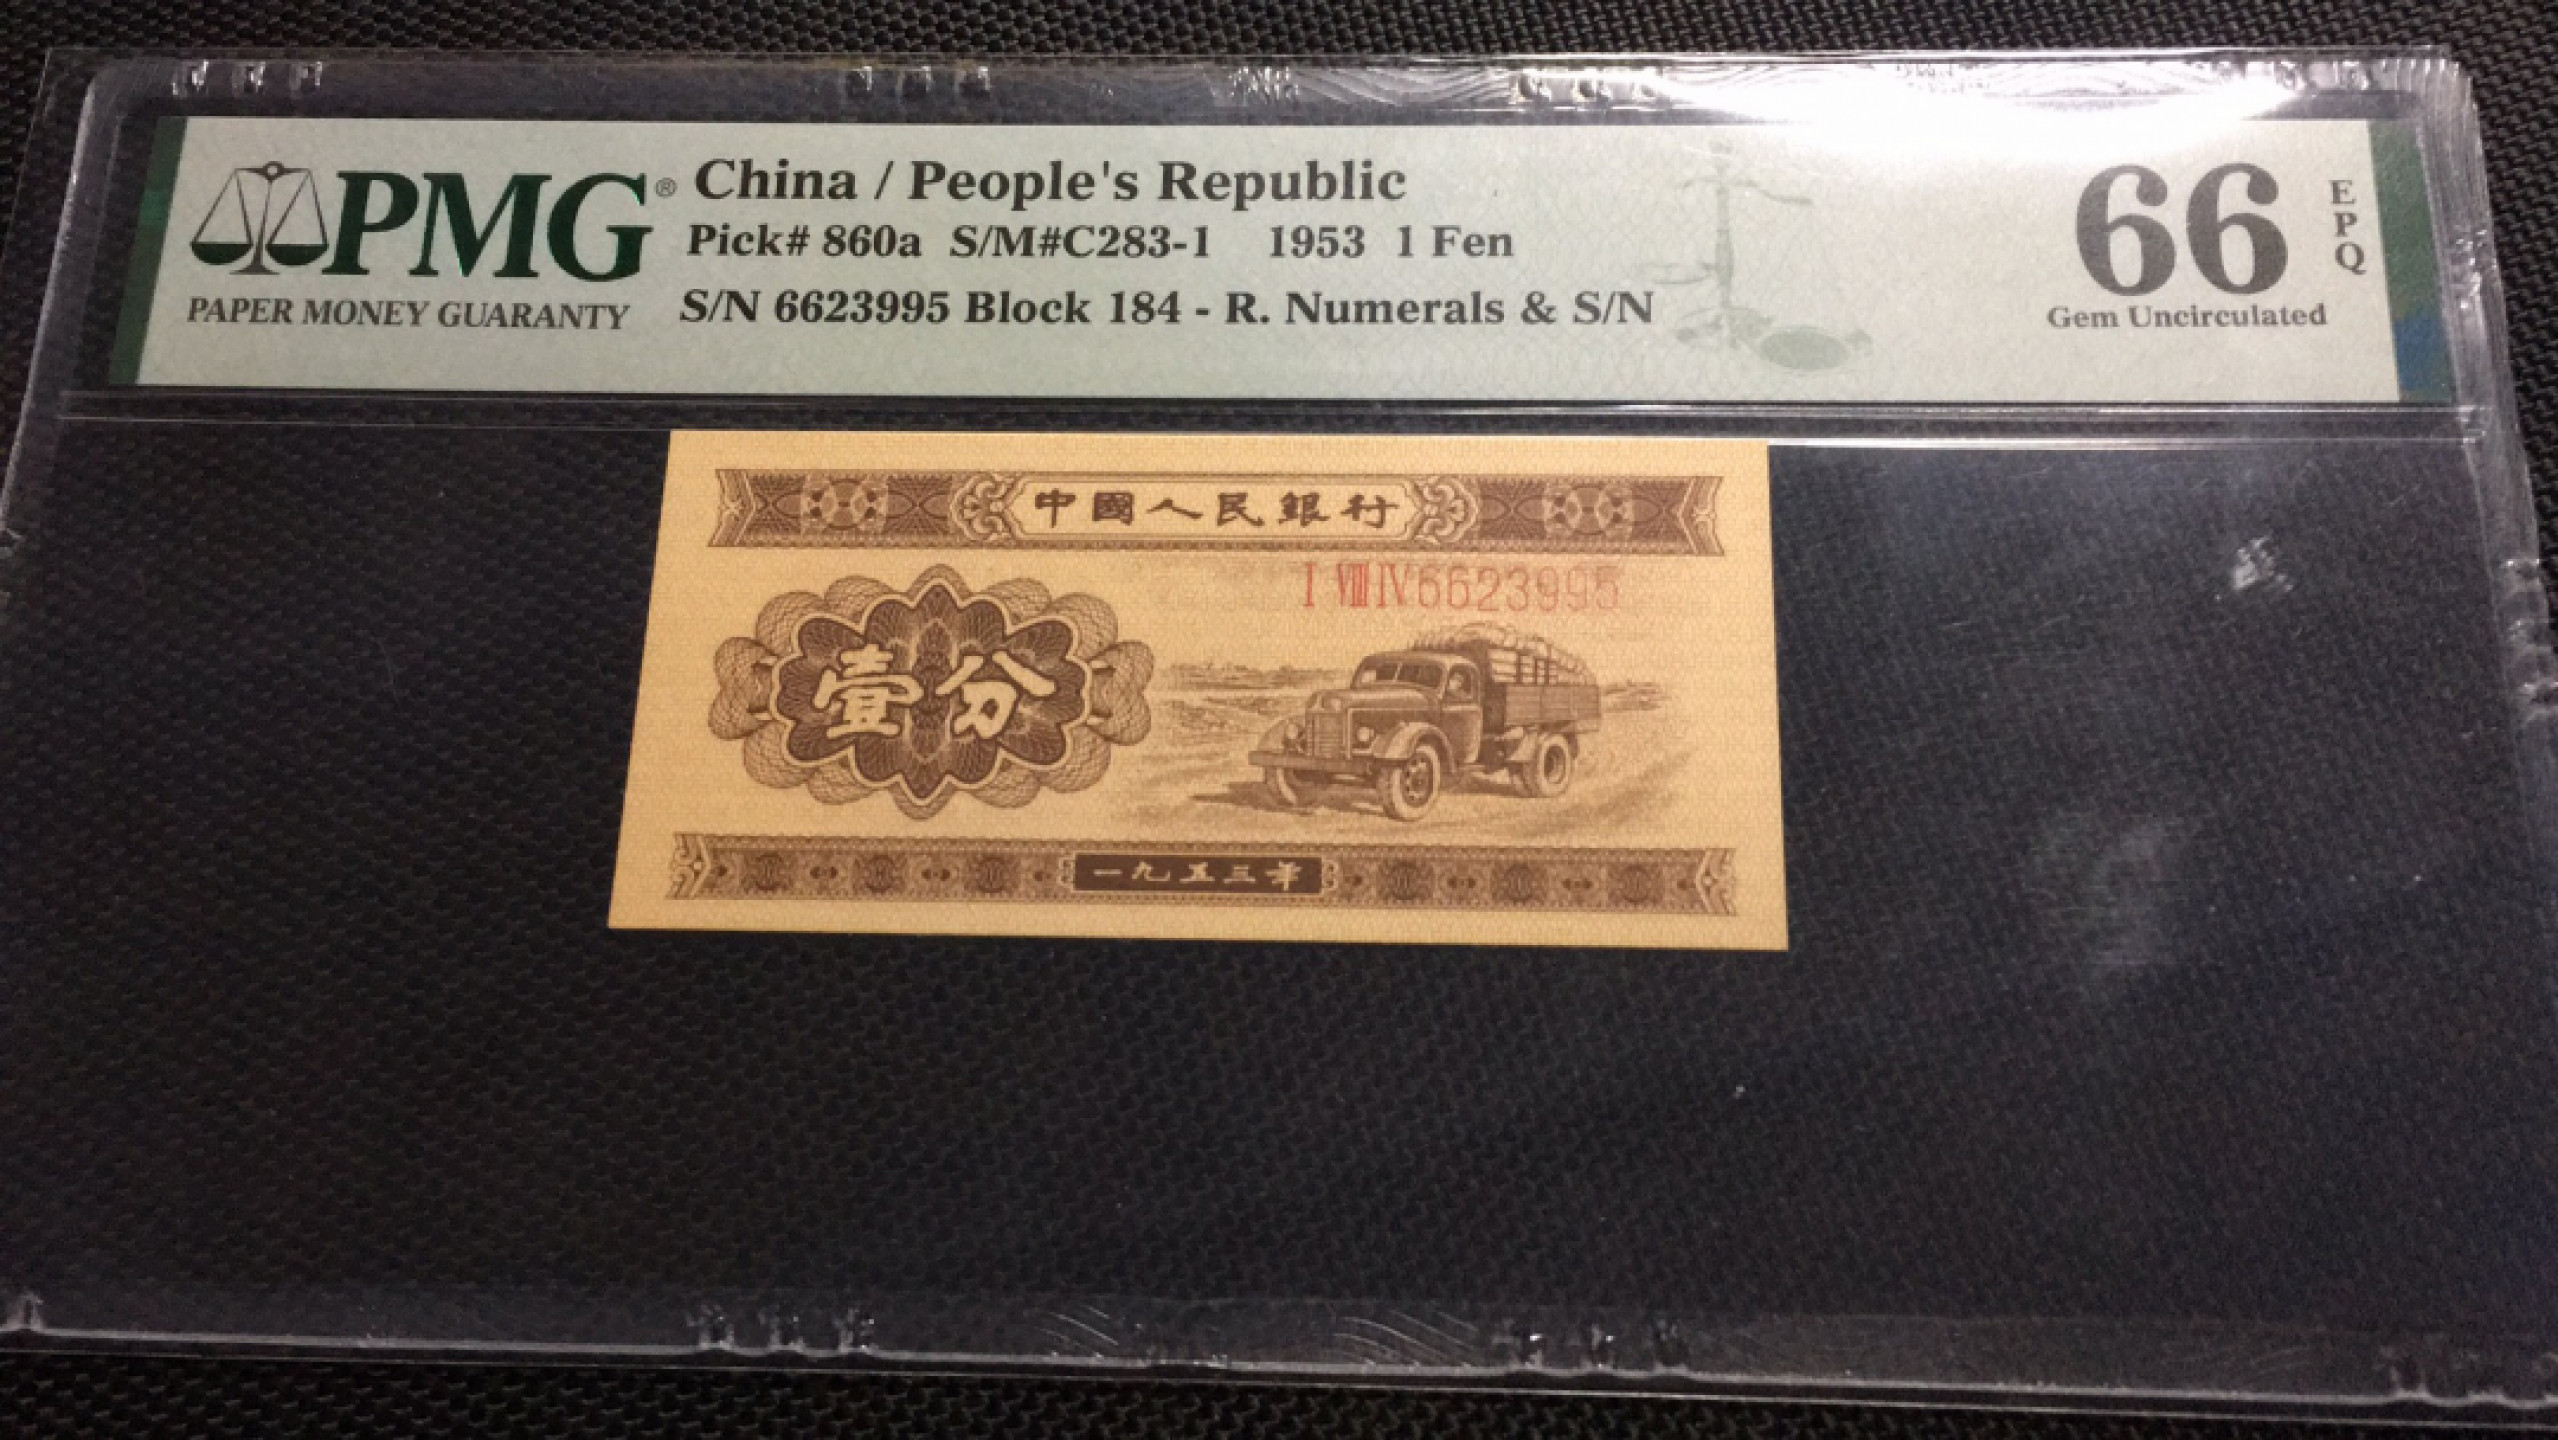 PMG®
PAPER MONEY GUARANTY
China / People's Republic
Pick# 860a S/M#C283-1 1953 1 Fen
S/N 6623995 Block 184 - R. Numerals & S/N
66
EPQ
Gem Uncirculated
中國人民銀行
I VIII IV 6623995
壹分
一九五三年